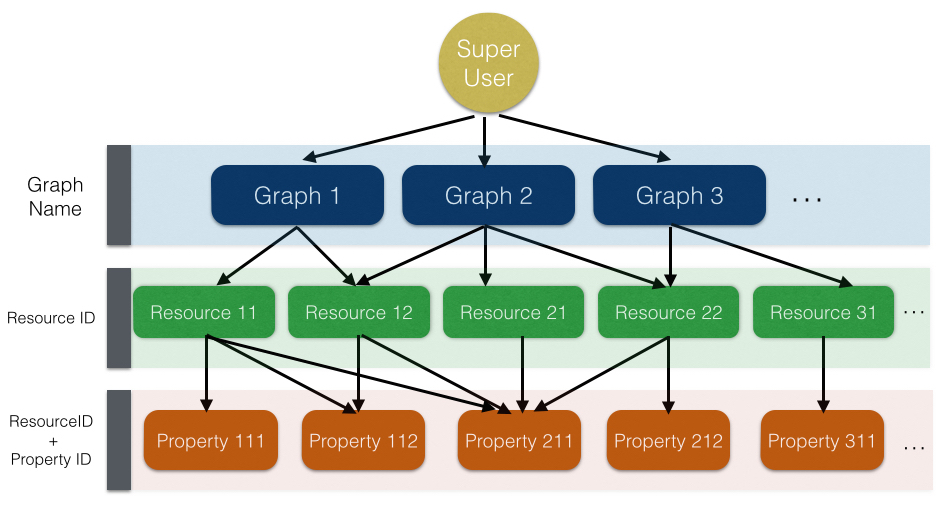 Super
User
Graph
Name
Graph 1
Graph 2
Graph 3
...
Resource ID
Resource 11
Resource 12
Resource 21
Resource 22
Resource 31
...
ResourceID
+
Property ID
Property 111
Property 112
Property 211
Property 212
Property 311
...